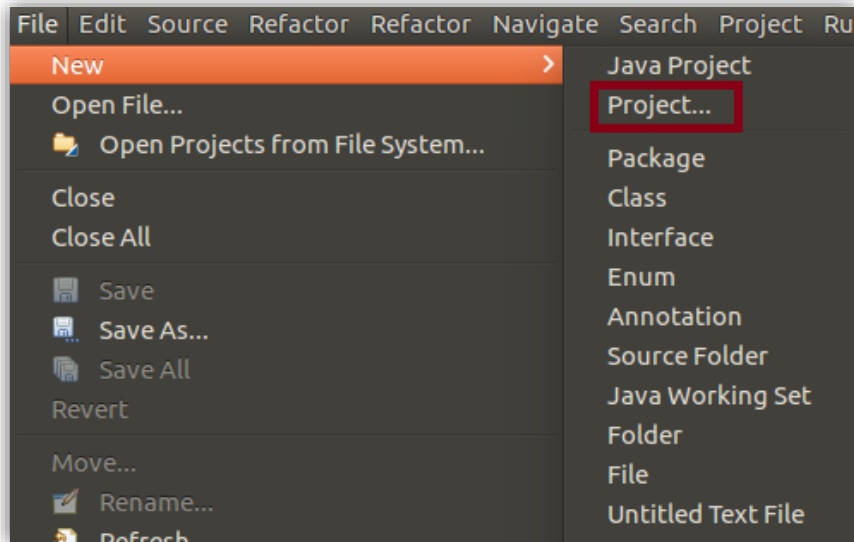 File Edit Source Refactor Refactor Navigate Search Project Ru
New
Open File...
Open Projects from File System...
Close
Close All
Save
Save As...
Save All
Revert
Move...
Rename...
Refresh
Java Project
Project...
Package
Class
Interface
Enum
Annotation
Source Folder
Java Working Set
Folder
File
Untitled Text File